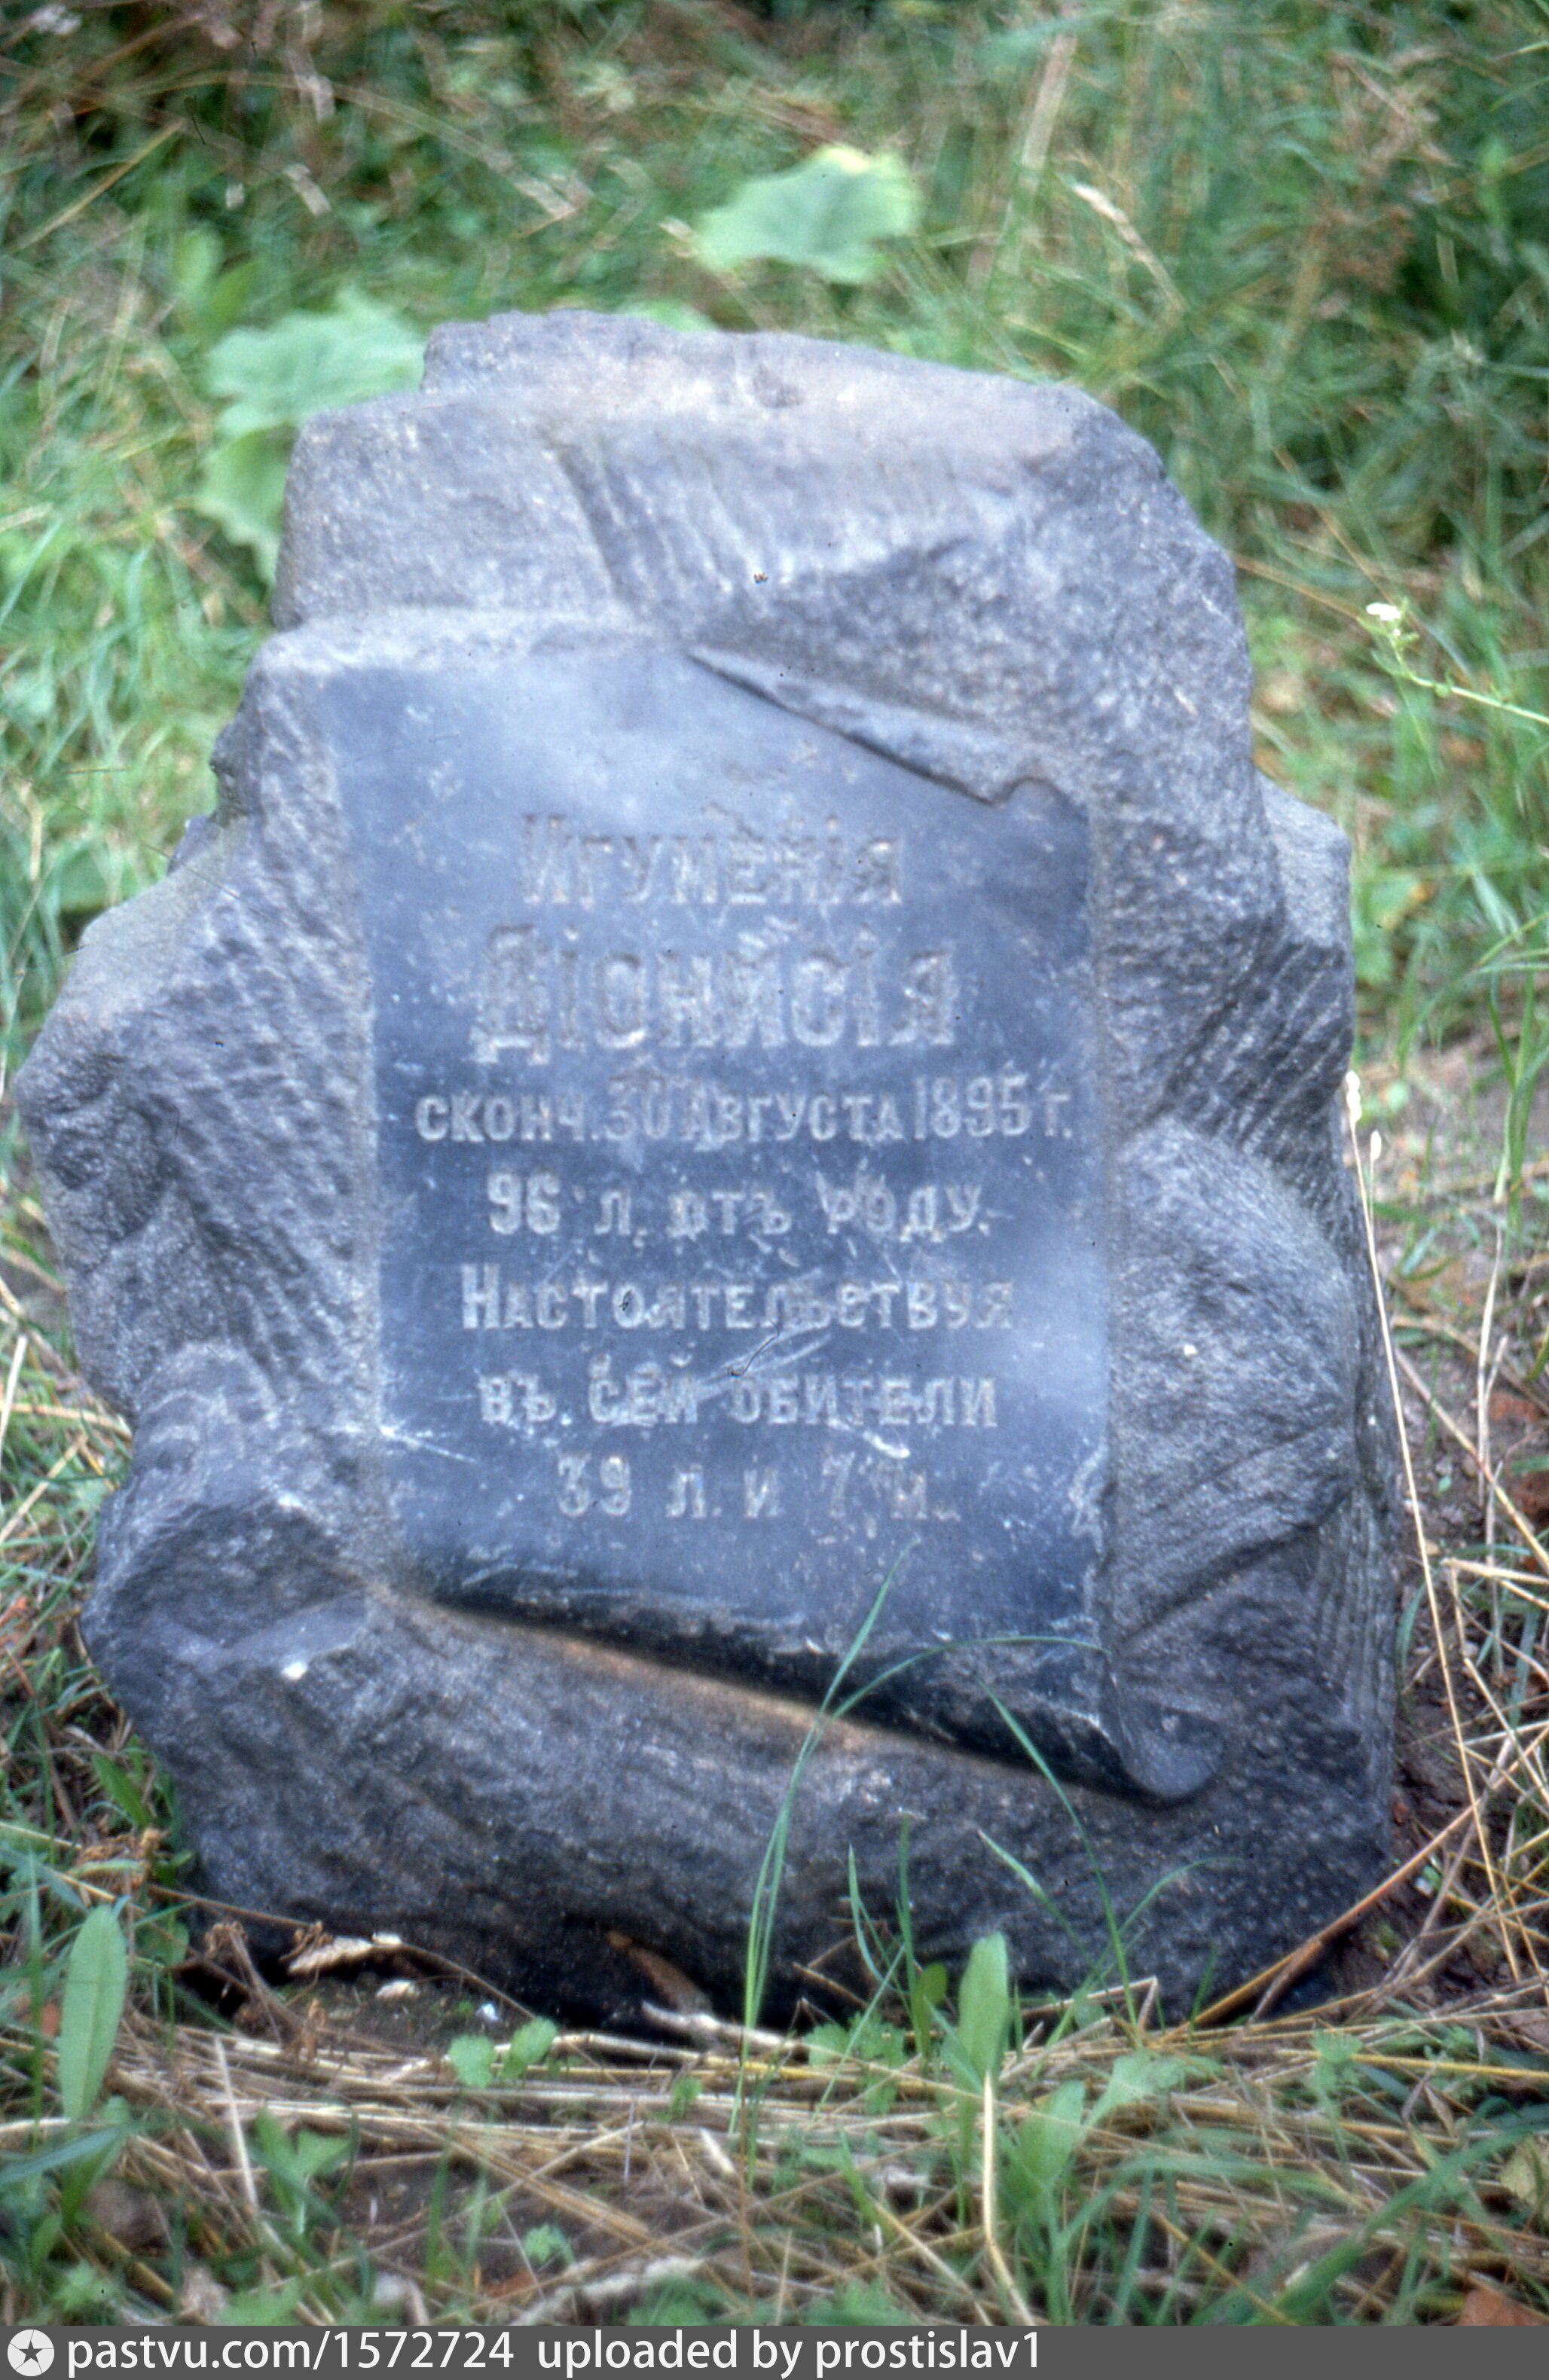 Игуменія
Діонисія
сконч. 30 Августа 1895 г.
96 л. отъ роду.
Настоятельствуя
въ сей обители
39 л. и 7 м.
pastvu.com/1572724 uploaded by prostislav1